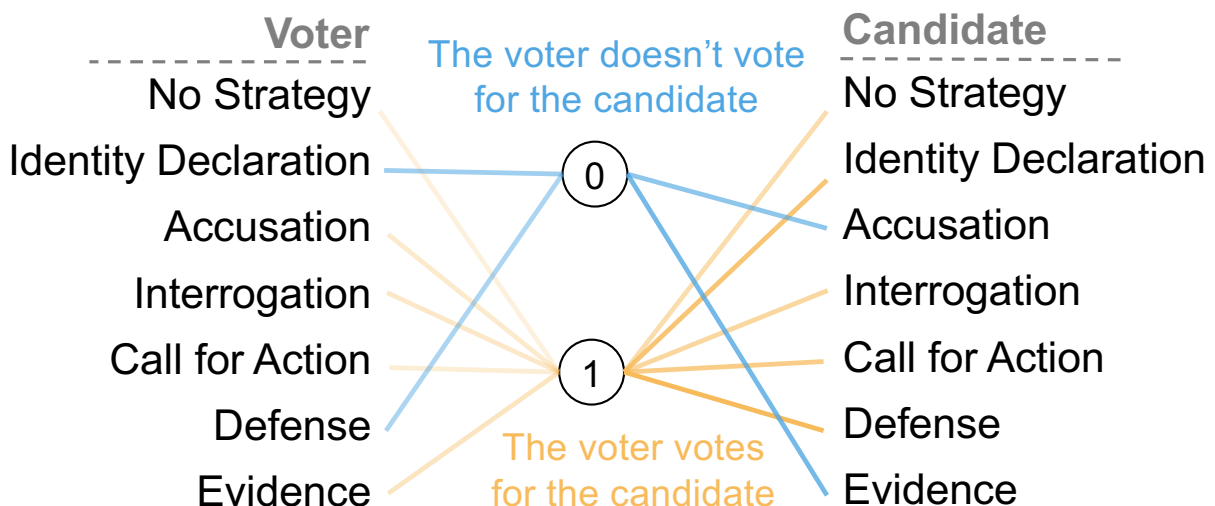 Voter
No Strategy
Identity Declaration
Accusation
Interrogation
Call for Action
Defense
Evidence
The voter doesn’t vote
for the candidate
0
1
The voter votes
for the candidate
Candidate
No Strategy
Identity Declaration
Accusation
Interrogation
Call for Action
Defense
Evidence